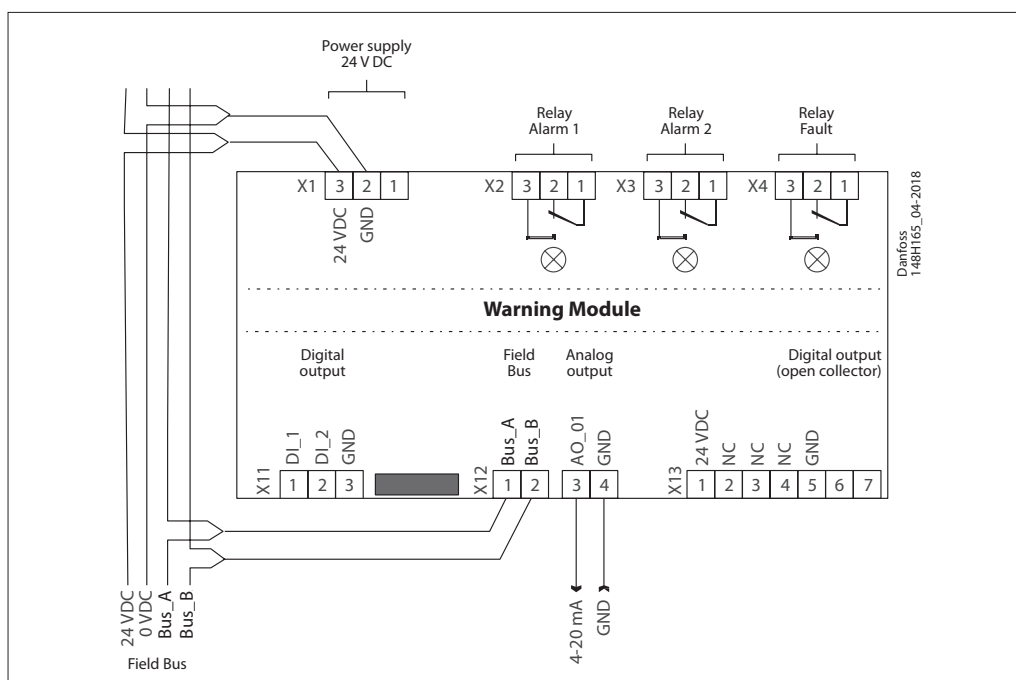 Power supply
24 V DC
Relay
Alarm 1
Relay
Alarm 2
Relay
Fault
X1 3 2 1
X2 3 2 1
X3 3 2 1
X4 3 2 1
24 VDC
GND
Danfoss
148H165_04-2018
Warning Module
Digital
output
Field
Bus
Analog
output
Digital output
(open collector)
DI_1
DI_2
GND
Bus_A
Bus_B
AO_01
GND
24 VDC
NC
NC
NC
GND
X11 1 2 3
X12 1 2 3 4
X13 1 2 3 4 5 6 7
24 VDC
0 VDC
Bus_A
Bus_B
4-20 mA
GND
Field Bus